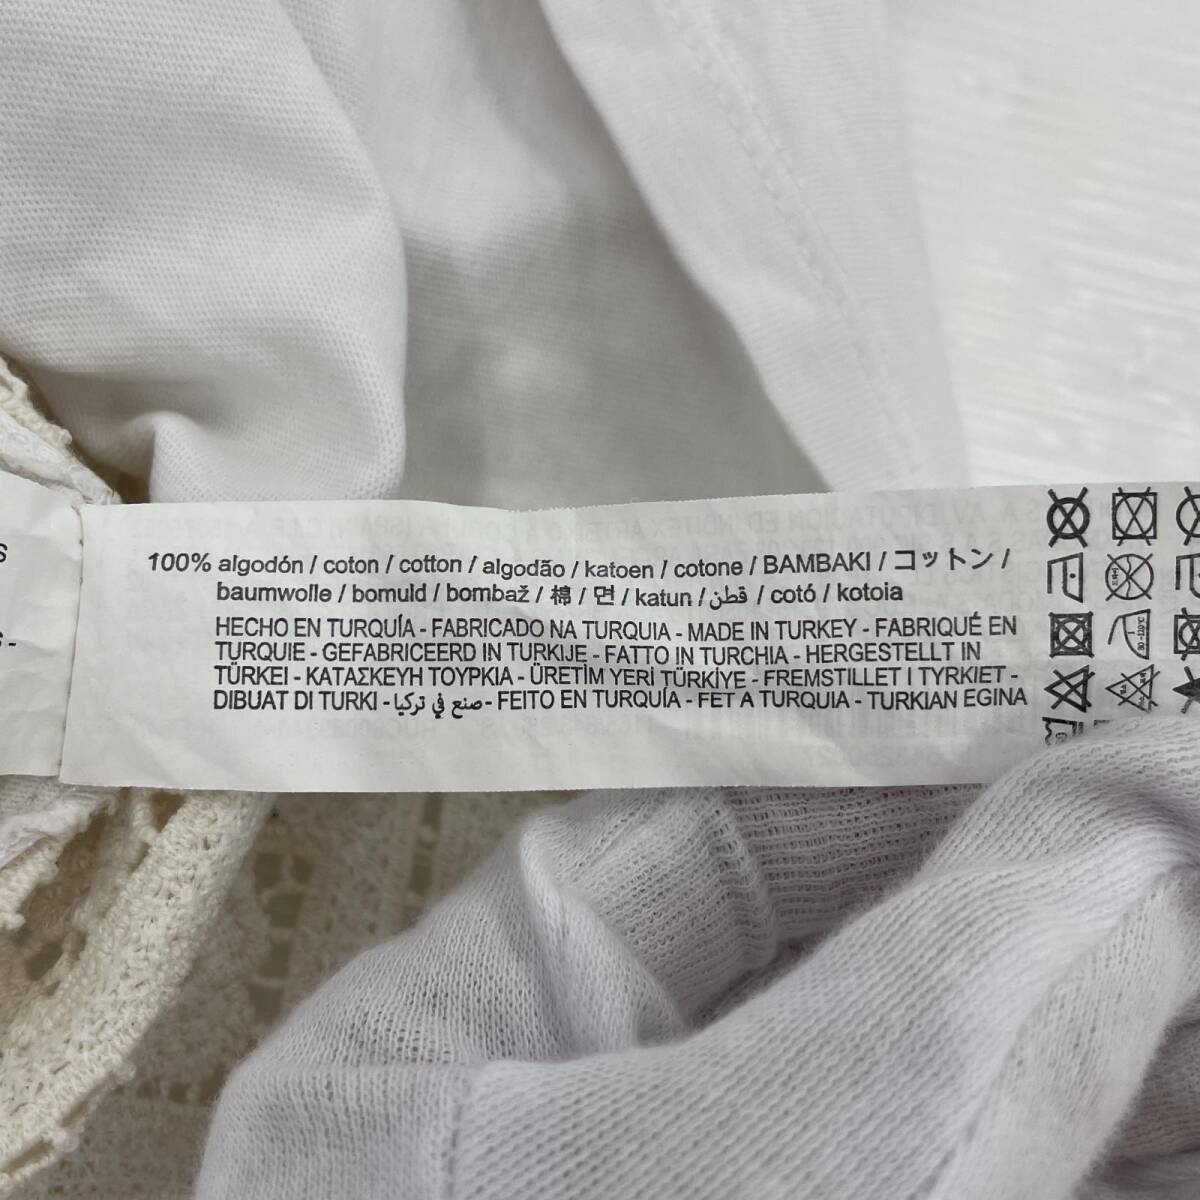 100% algodón / coton / cotton / algodão / katoen / cotone / BAMBAKI / コットン /
baumwolle / bomuld / bombaž / 棉 / 면 / katun / قطن / cotó / kotoia
HECHO EN TURQUÍA - FABRICADO NA TURQUIA - MADE IN TURKEY - FABRIQUÉ EN
TURQUIE - GEFABRICEERD IN TURKIJE - FATTO IN TURCHIA - HERGESTELLT IN
TÜRKEI - ΚΑΤΑΣΚΕΥΗ ΤΟΥΡΚΙΑ - ÜRETİM YERİ TÜRKİYE - FREMSTILLET I TYRKIET -
DIBUAT DI TURKI - صنع في تركيا - FEITO EN TURQUÍA - FET A TURQUIA - TURKIAN EGINA